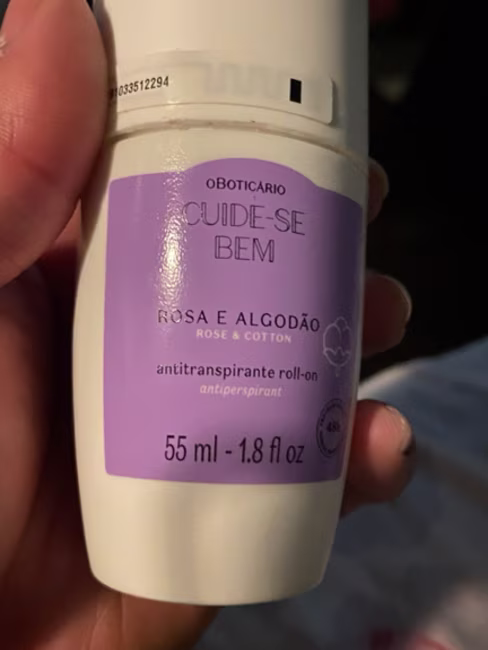 033512294
oBOTICÁRIO
CUIDE-SE
BEM
ROSA E ALGODÃO
ROSE & COTTON
antitranspirante roll-on
antiperspirant
48h
55 ml - 1.8 fl oz